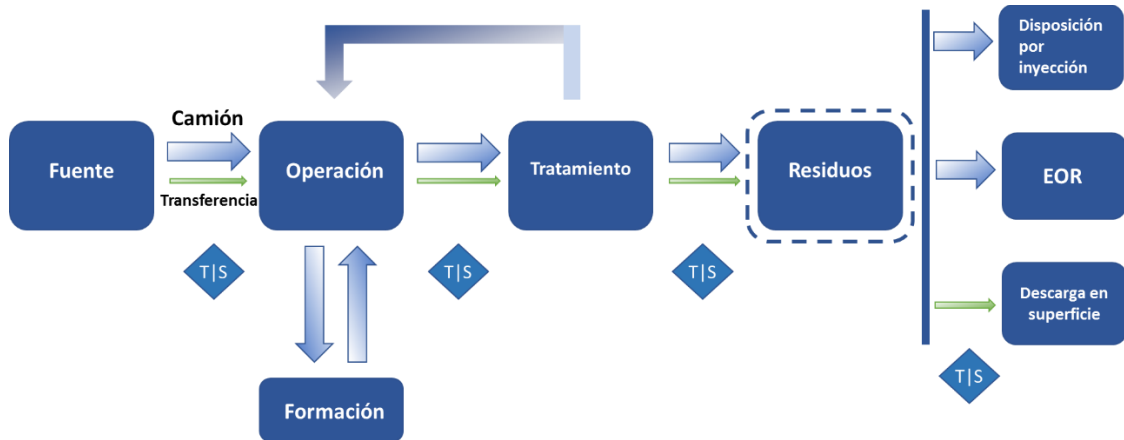 Disposición
por
inyección
Camión
Fuente
Operación
Tratamiento
Residuos
EOR
Transferencia
T|S
T|S
T|S
Descarga en
superficie
T|S
Formación